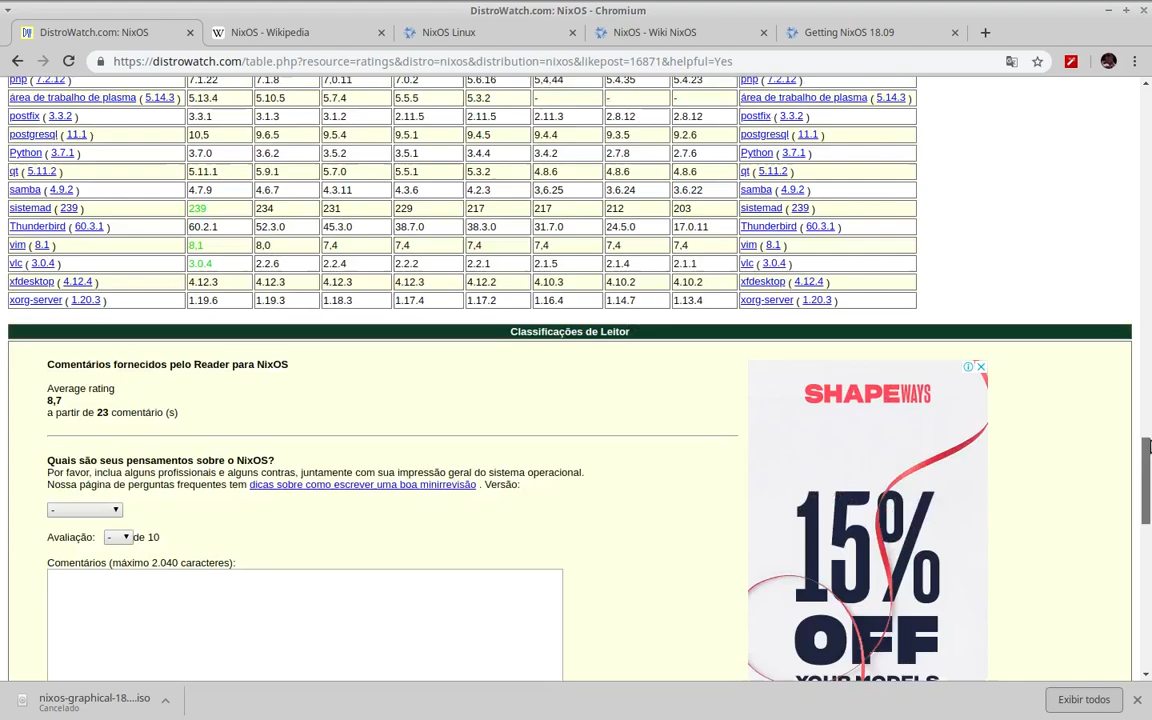 DistroWatch.com: NixOS - Chromium
DistroWatch.com: NixOS
NixOS - Wikipedia
NixOS Linux
NixOS - Wiki NixOS
Getting NixOS 18.09
https://distrowatch.com/table.php?resource=ratings&distro=nixos&distribution=nixos&likepost=16871&helpful=Yes
php ( 7.2.12 ) 7.1.22 7.1.8 7,0.11 7.0.2 5.6.16 5,4.44 5.4.35 5.4.23 php ( 7.2.12 )
área de trabalho de plasma ( 5.14.3 ) 5.13.4 5.10.5 5.7.4 5.5.5 5.3.2 - - - área de trabalho de plasma ( 5.14.3 )
postfix ( 3.3.2 ) 3.3.1 3.1.3 3.1.2 2.11.5 2.11.5 2.11.3 2.8.12 2.8.12 postfix ( 3.3.2 )
postgresql ( 11.1 ) 10,5 9.6.5 9.5.4 9.5.1 9.4.5 9.4.4 9.3.5 9.2.6 postgresql ( 11.1 )
Python ( 3.7.1 ) 3.7.0 3.6.2 3.5.2 3.5.1 3.4.4 3.4.2 2.7.8 2.7.6 Python ( 3.7.1 )
qt ( 5.11.2 ) 5.11.1 5.9.1 5.7.0 5.5.1 5.3.2 4.8.6 4.8.6 4.8.6 qt ( 5.11.2 )
samba ( 4.9.2 ) 4.7.9 4.6.7 4.3.11 4.3.6 4.2.3 3,6.25 3.6.24 3.6.22 samba ( 4.9.2 )
sistemad ( 239 ) 239 234 231 229 217 217 212 203 sistemad ( 239 )
Thunderbird ( 60.3.1 ) 60.2.1 52.3.0 45.3.0 38.7.0 38.3.0 31.7.0 24.5.0 17.0.11 Thunderbird ( 60.3.1 )
vim ( 8.1 ) 8,1 8,0 7,4 7,4 7,4 7,4 7,4 7,4 vim ( 8.1 )
vlc ( 3.0.4 ) 3.0.4 2.2.6 2.2.4 2.2.2 2.2.1 2.1.5 2.1.4 2.1.1 vlc ( 3.0.4 )
xfdesktop ( 4.12.4 ) 4.12.3 4.12.3 4.12.3 4.12.3 4.12.2 4.10.3 4.10.2 4.10.2 xfdesktop ( 4.12.4 )
xorg-server ( 1.20.3 ) 1.19.6 1.19.3 1.18.3 1.17.4 1.17.2 1.16.4 1.14.7 1.13.4 xorg-server ( 1.20.3 )
Classificações de Leitor
Comentários fornecidos pelo Reader para NixOS
Average rating
8,7
a partir de 23 comentário (s)
Quais são seus pensamentos sobre o NixOS?
Por favor, inclua alguns profissionais e alguns contras, juntamente com sua impressão geral do sistema operacional.
Nossa página de perguntas frequentes tem dicas sobre como escrever uma boa minirrevisão . Versão:
-
Avaliação: - de 10
Comentários (máximo 2.040 caracteres):
SHAPEWAYS
15%
OFF
YOUR MODELS
nixos-graphical-18....iso
Cancelado
Exibir todos